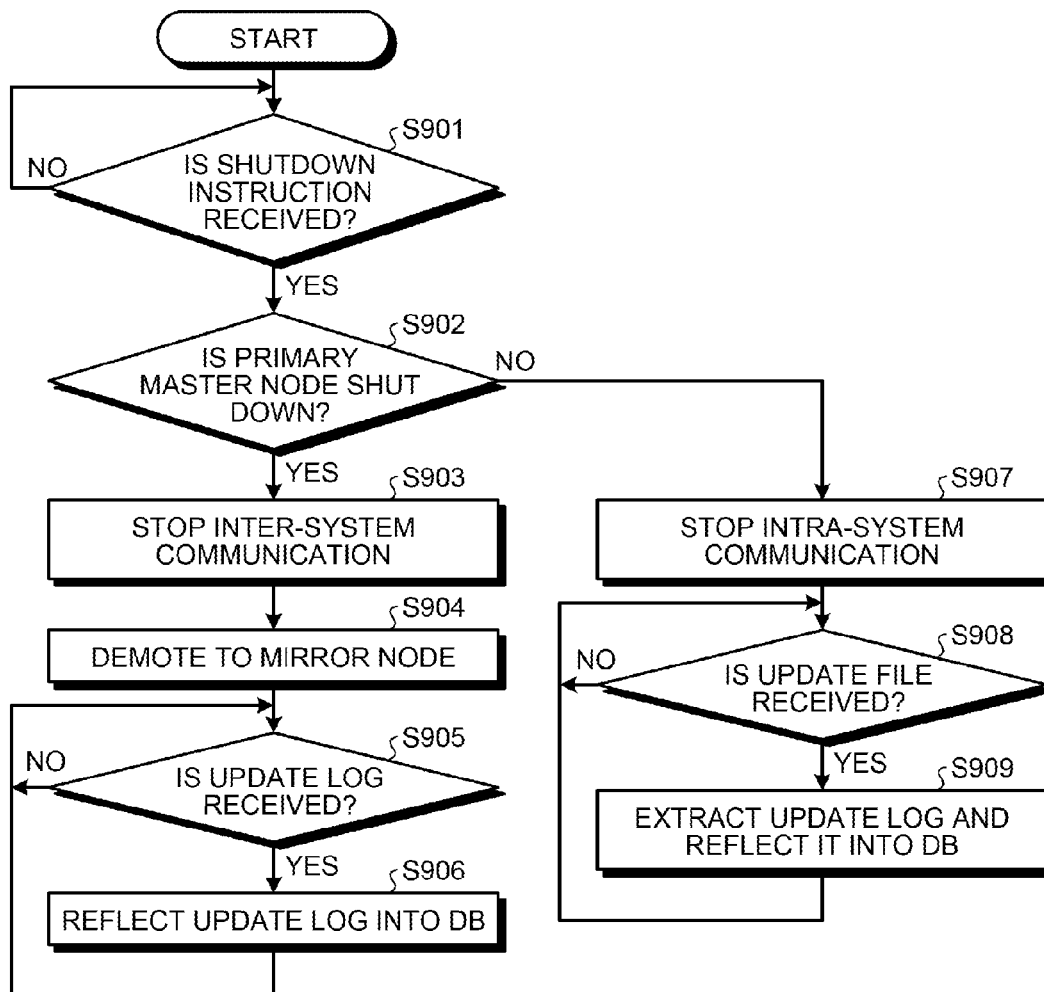 START
S901
NO
IS SHUTDOWN
INSTRUCTION
RECEIVED?
YES
S902
NO
IS PRIMARY
MASTER NODE SHUT
DOWN?
YES
S903
STOP INTER-SYSTEM
COMMUNICATION
S904
DEMOTE TO MIRROR NODE
S905
NO
IS UPDATE LOG
RECEIVED?
YES
S906
REFLECT UPDATE LOG INTO DB
S907
STOP INTRA-SYSTEM
COMMUNICATION
S908
NO
IS UPDATE FILE
RECEIVED?
YES
S909
EXTRACT UPDATE LOG AND
REFLECT IT INTO DB